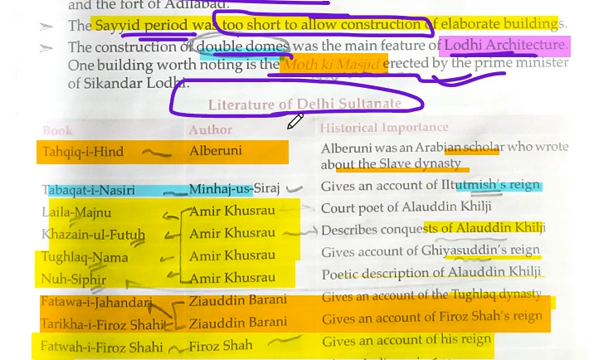 and the fort of Adilabad.
➤ The Sayyid period was too short to allow construction of elaborate buildings.
➤ The construction of double domes was the main feature of Lodhi Architecture.
One building worth noting is the Moth ki Masjid erected by the prime minister
of Sikandar Lodhi.
Literature of Delhi Sultanate
Book Author Historical Importance
Tahqiq-i-Hind Alberuni Alberuni was an Arabian scholar who wrote
about the Slave dynasty
Tabaqat-i-Nasiri Minhaj-us-Siraj Gives an account of Iltutmish's reign
Laila-Majnu Amir Khusrau Court poet of Alauddin Khilji
Khazain-ul-Futuh Amir Khusrau Describes conquests of Alauddin Khilji
Tughlaq-Nama Amir Khusrau Gives account of Ghiyasuddin's reign
Nuh-Siphir Amir Khusrau Poetic description of Alauddin Khilji
Fatawa-i-Jahandari Ziauddin Barani Gives an account of the Tughlaq dynasty
Tarikha-i-Firoz Shahi Ziauddin Barani Gives an account of Firoz Shah's reign
Fatwah-i-Firoz Shahi Firoz Shah Gives an account of his reign